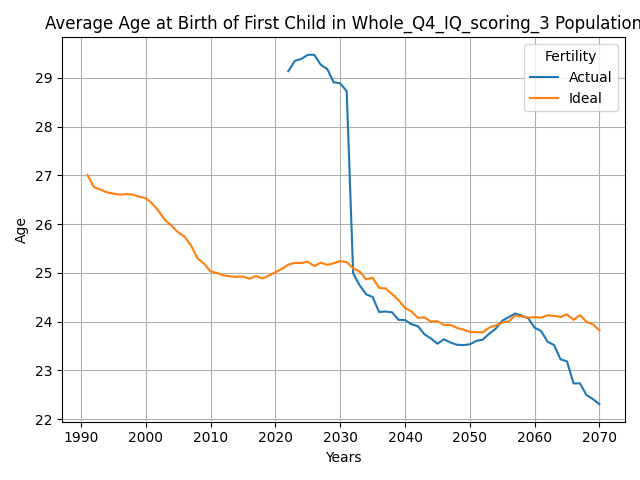 Average Age at Birth of First Child in Whole_Q4_IQ_scoring_3 Population
Fertility
Actual
Ideal
Age
29
28
27
26
25
24
23
22
1990 2000 2010 2020 2030 2040 2050 2060 2070
Years